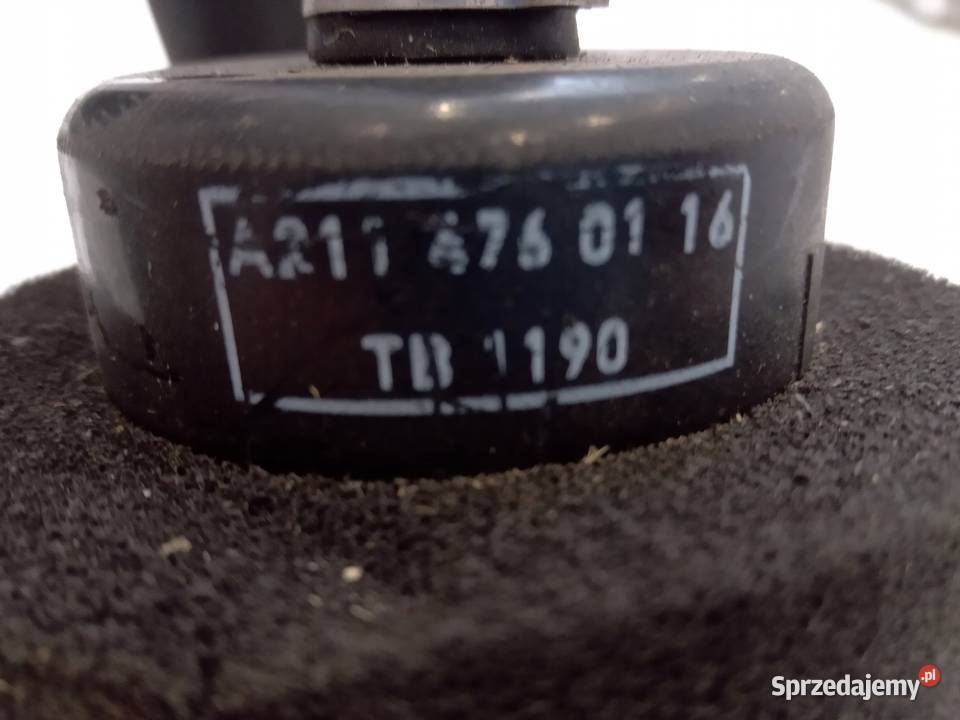 A211 476 01 16
TB 1190
Sprzedajemy.pl